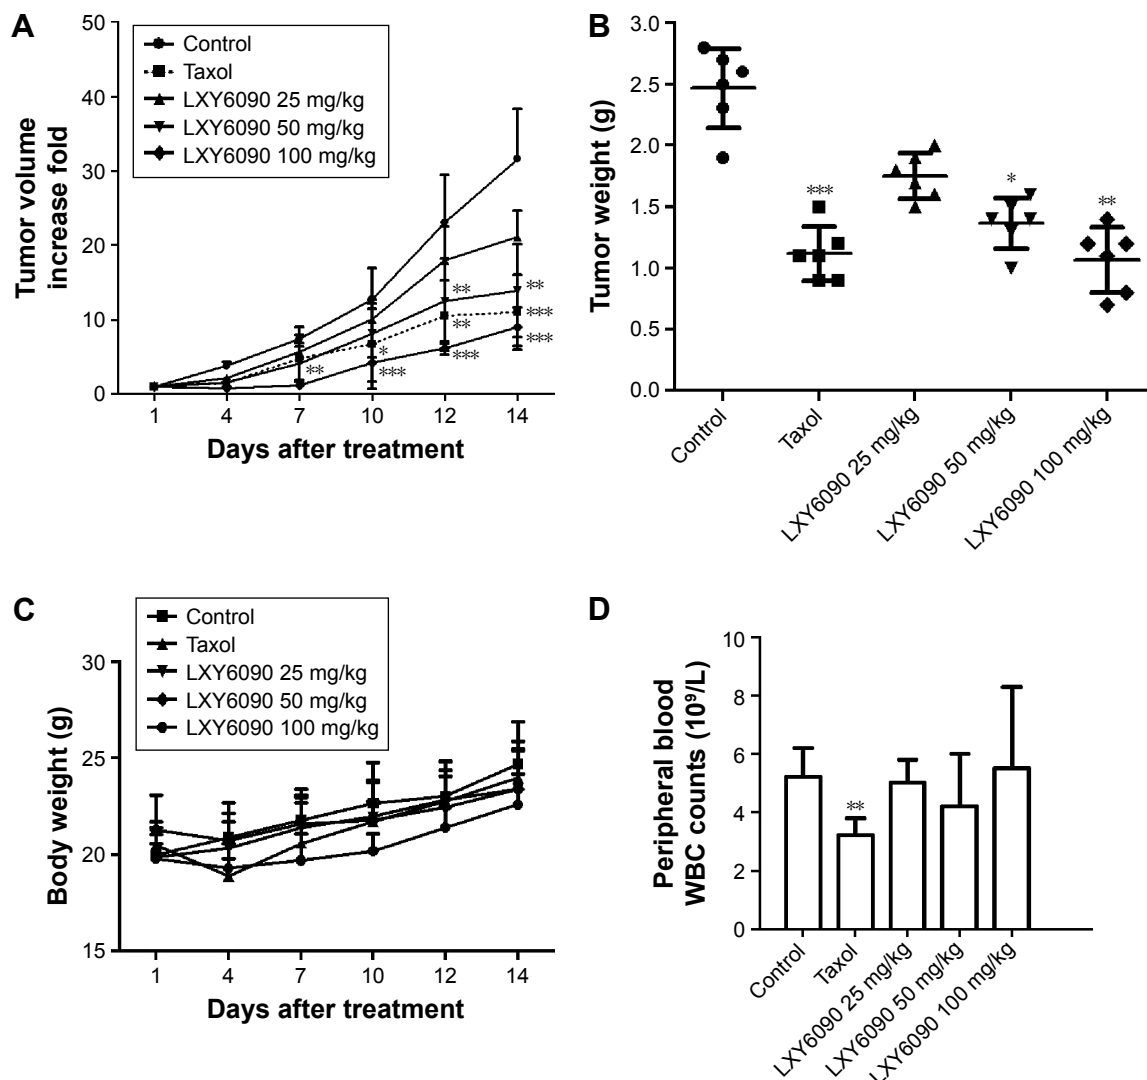 A
Tumor volume
increase fold
50
40
30
20
10
0
Control
Taxol
LXY6090 25 mg/kg
LXY6090 50 mg/kg
LXY6090 100 mg/kg
**
***
***
**
**
***
*
***
**
1 4 7 10 12 14
Days after treatment
B
Tumor weight (g)
3.0
2.5
2.0
1.5
1.0
0.5
0.0
***
*
**
Control
Taxol
LXY6090 25 mg/kg
LXY6090 50 mg/kg
LXY6090 100 mg/kg
C
Body weight (g)
30
25
20
15
Control
Taxol
LXY6090 25 mg/kg
LXY6090 50 mg/kg
LXY6090 100 mg/kg
1 4 7 10 12 14
Days after treatment
D
Peripheral blood
WBC counts (10⁹/L)
10
8
6
4
2
0
**
Control
Taxol
LXY6090 25 mg/kg
LXY6090 50 mg/kg
LXY6090 100 mg/kg